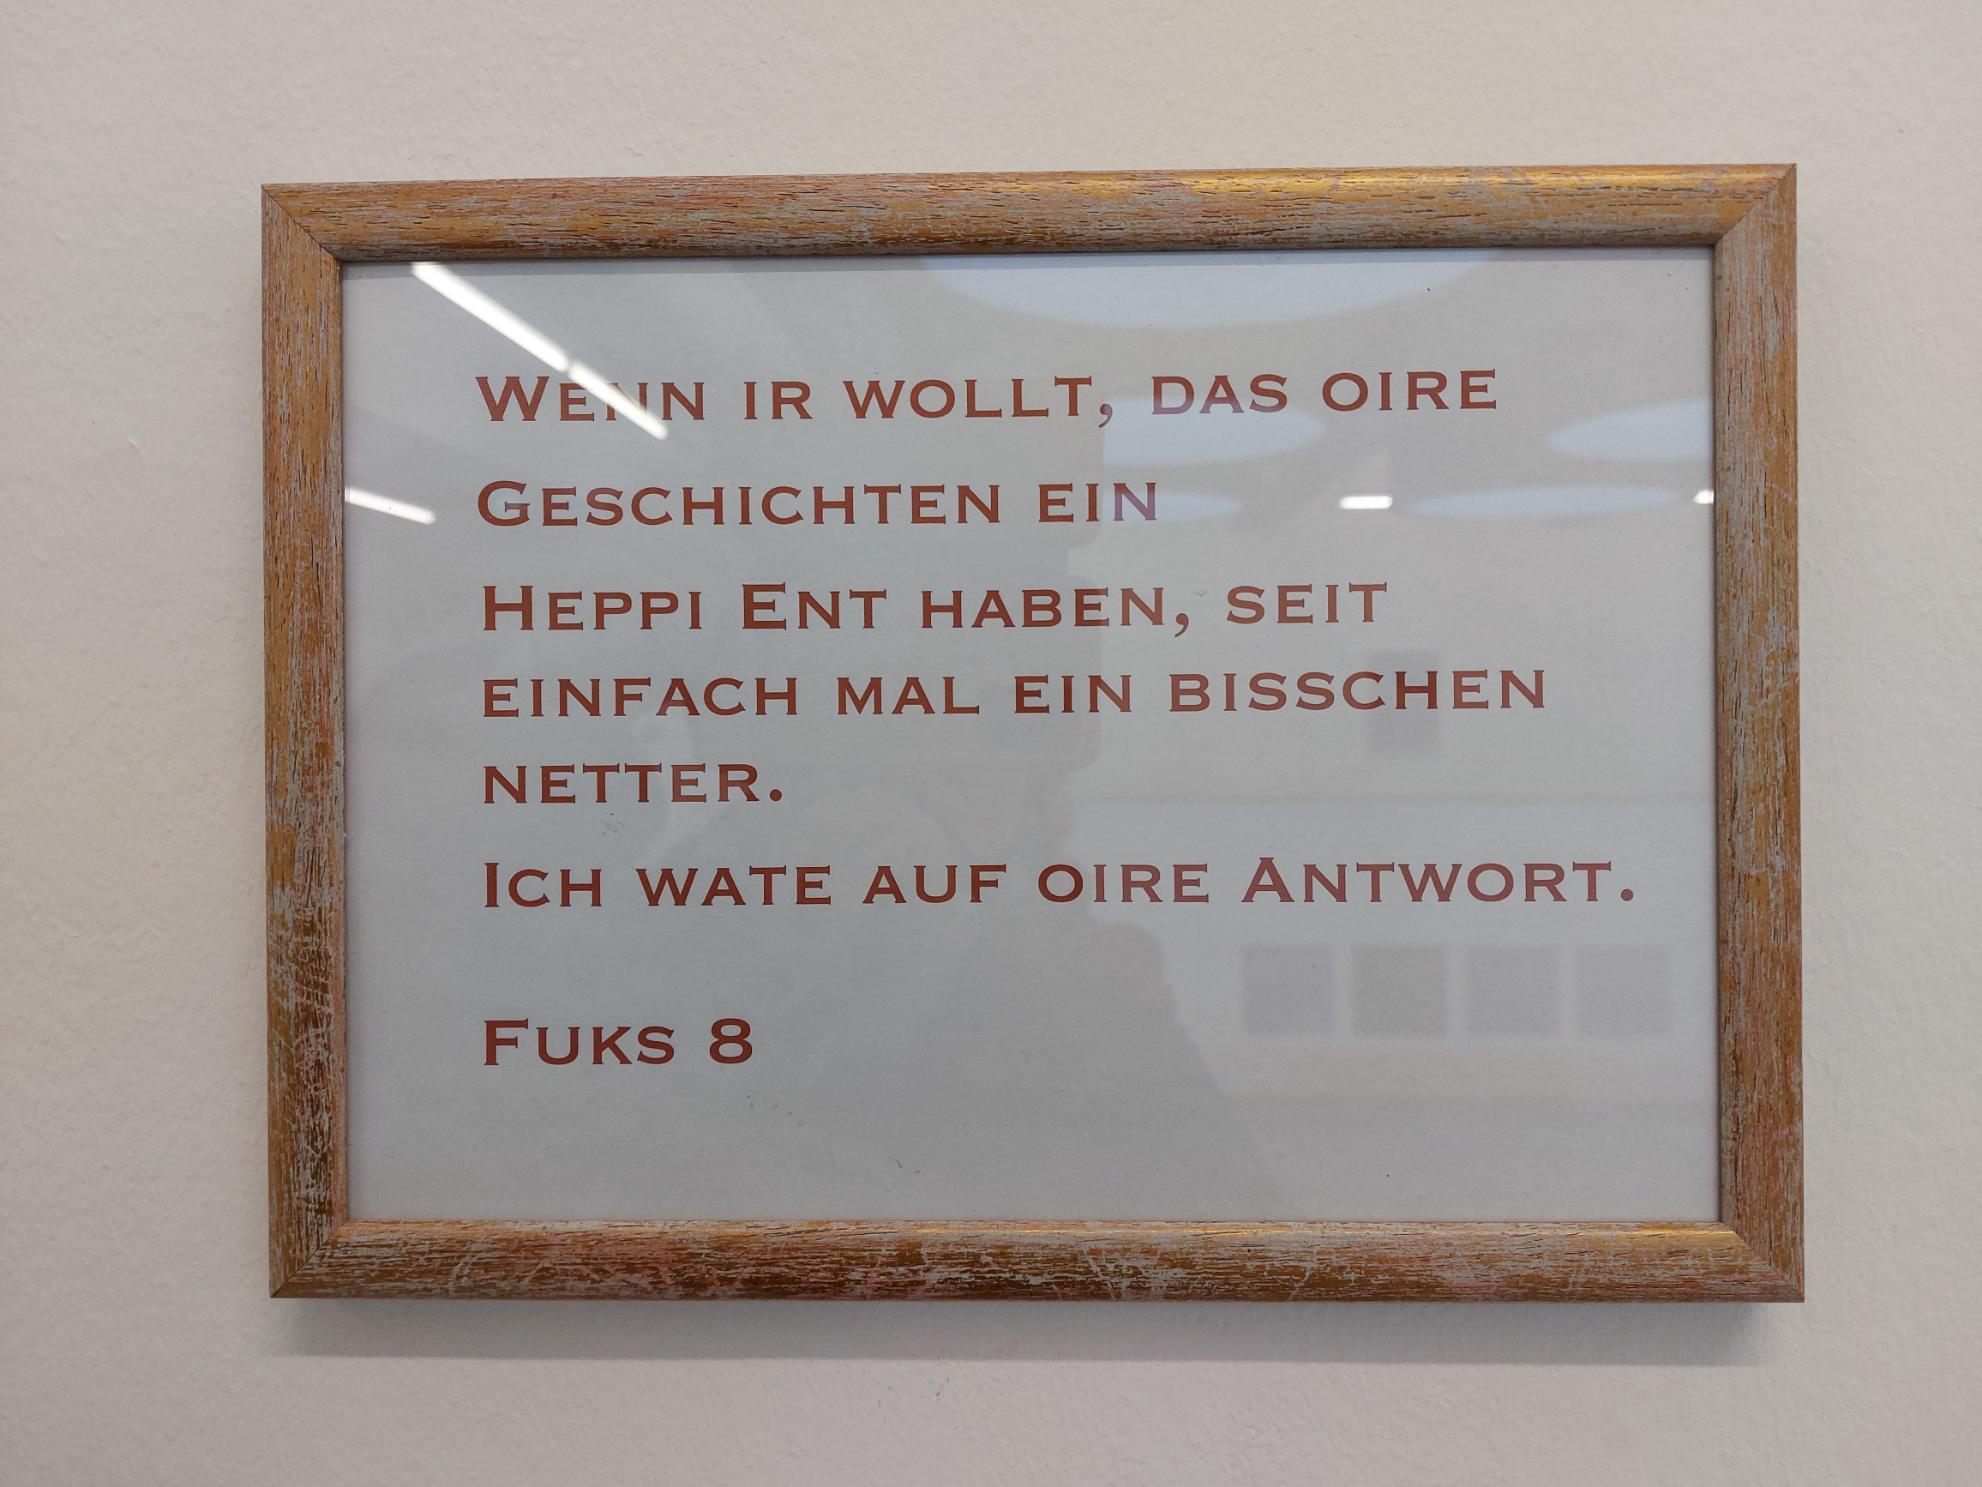 Wenn ir wollt, das oire
Geschichten ein
Heppi Ent haben, seit
einfach mal ein bisschen
netter.
Ich wate auf oire Antwort.
Fuks 8